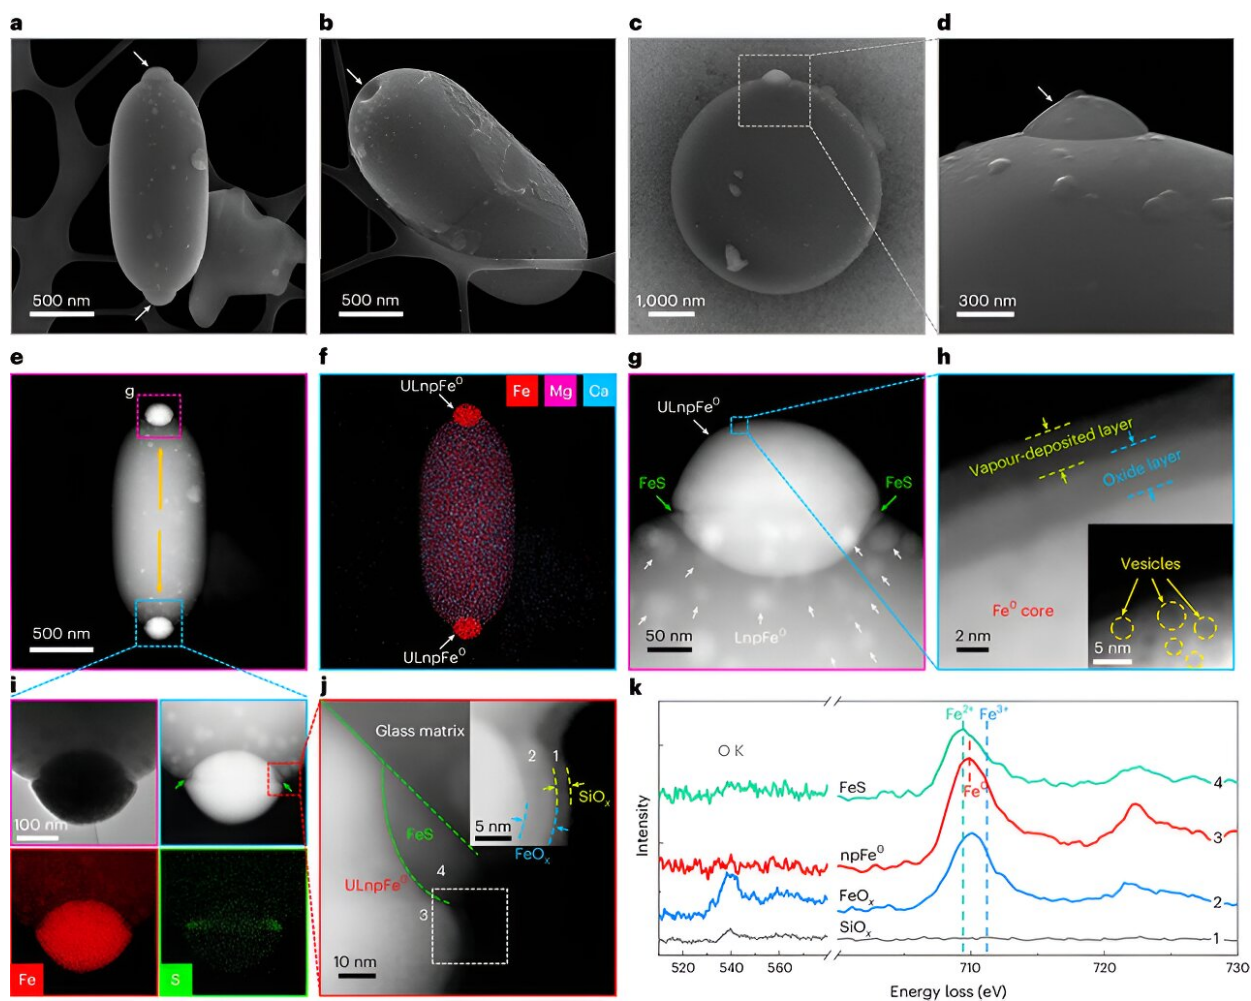 a
b
c
d
500 nm
500 nm
1,000 nm
300 nm
e
f
g
h
g
500 nm
ULnpFe⁰
Fe
Mg
Ca
ULnpFe⁰
ULnpFe⁰
FeS
FeS
LnpFe⁰
50 nm
Vapour-deposited layer
Oxide layer
Fe⁰ core
2 nm
Vesicles
5 nm
i
j
k
100 nm
Fe
S
Glass matrix
FeS
ULnpFe⁰
4
3
10 nm
2
1
SiOₓ
5 nm
FeOₓ
Intensity
O K
Fe²⁺
Fe³⁺
Fe⁰
FeS
4
npFe⁰
3
FeOₓ
2
SiOₓ
1
520
540
560
710
720
730
Energy loss (eV)